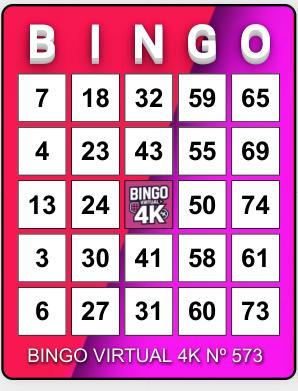 B I N G O
7 18 32 59 65
4 23 43 55 69
13 24 BINGO VIRTUAL 4K 50 74
3 30 41 58 61
6 27 31 60 73
BINGO VIRTUAL 4K Nº 573